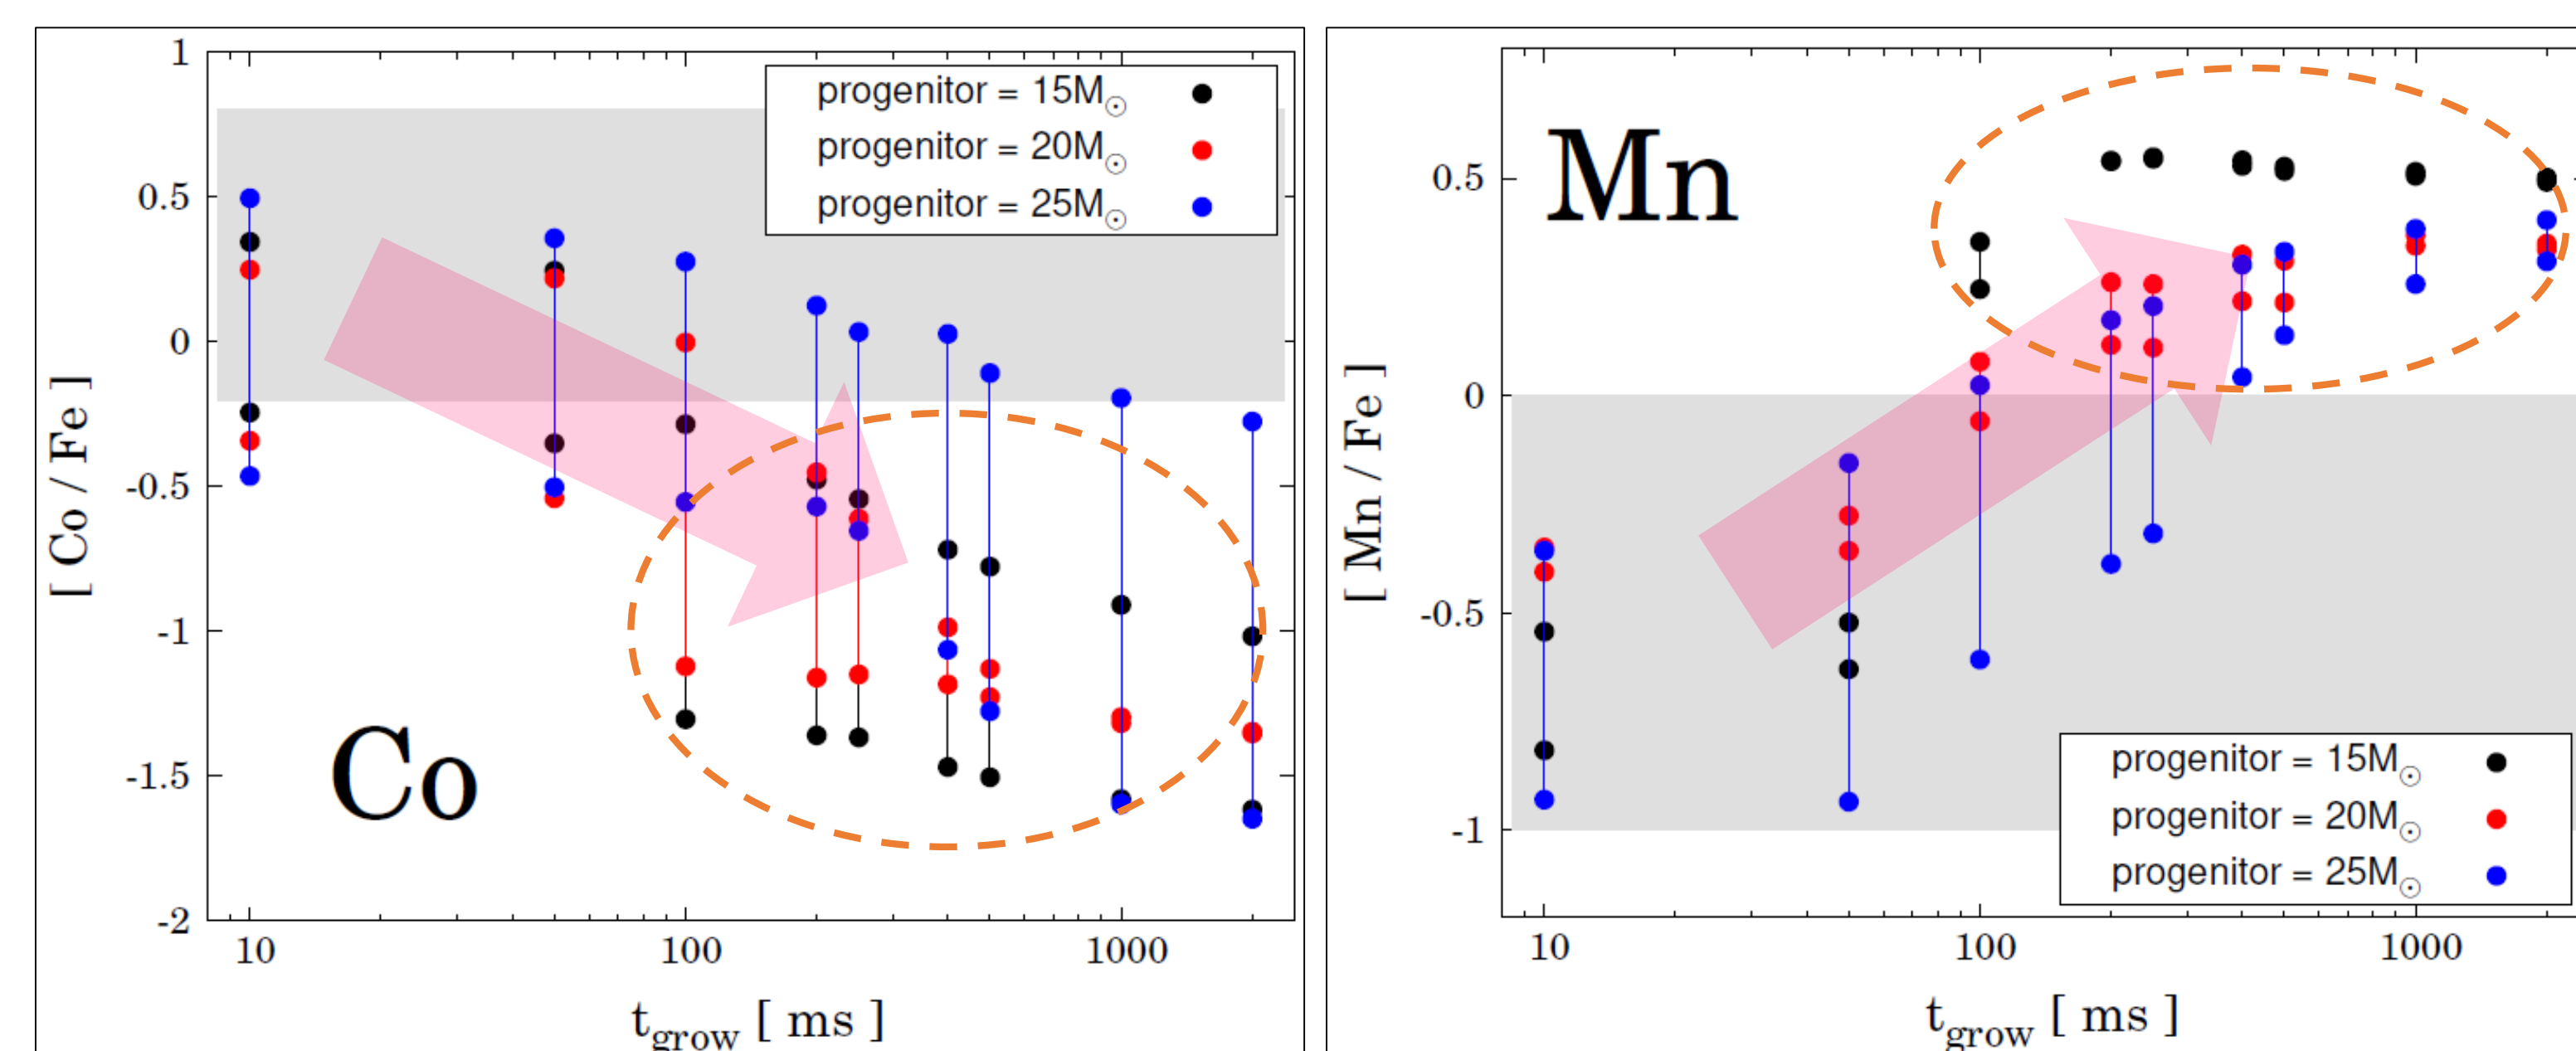 1
0.5
0
-0.5
-1
-1.5
-2
[ Co / Fe ]
progenitor = 15M⊙
progenitor = 20M⊙
progenitor = 25M⊙
Co
10 100 1000
t_grow [ ms ]
0.5
0
-0.5
-1
[ Mn / Fe ]
Mn
progenitor = 15M⊙
progenitor = 20M⊙
progenitor = 25M⊙
10 100 1000
t_grow [ ms ]